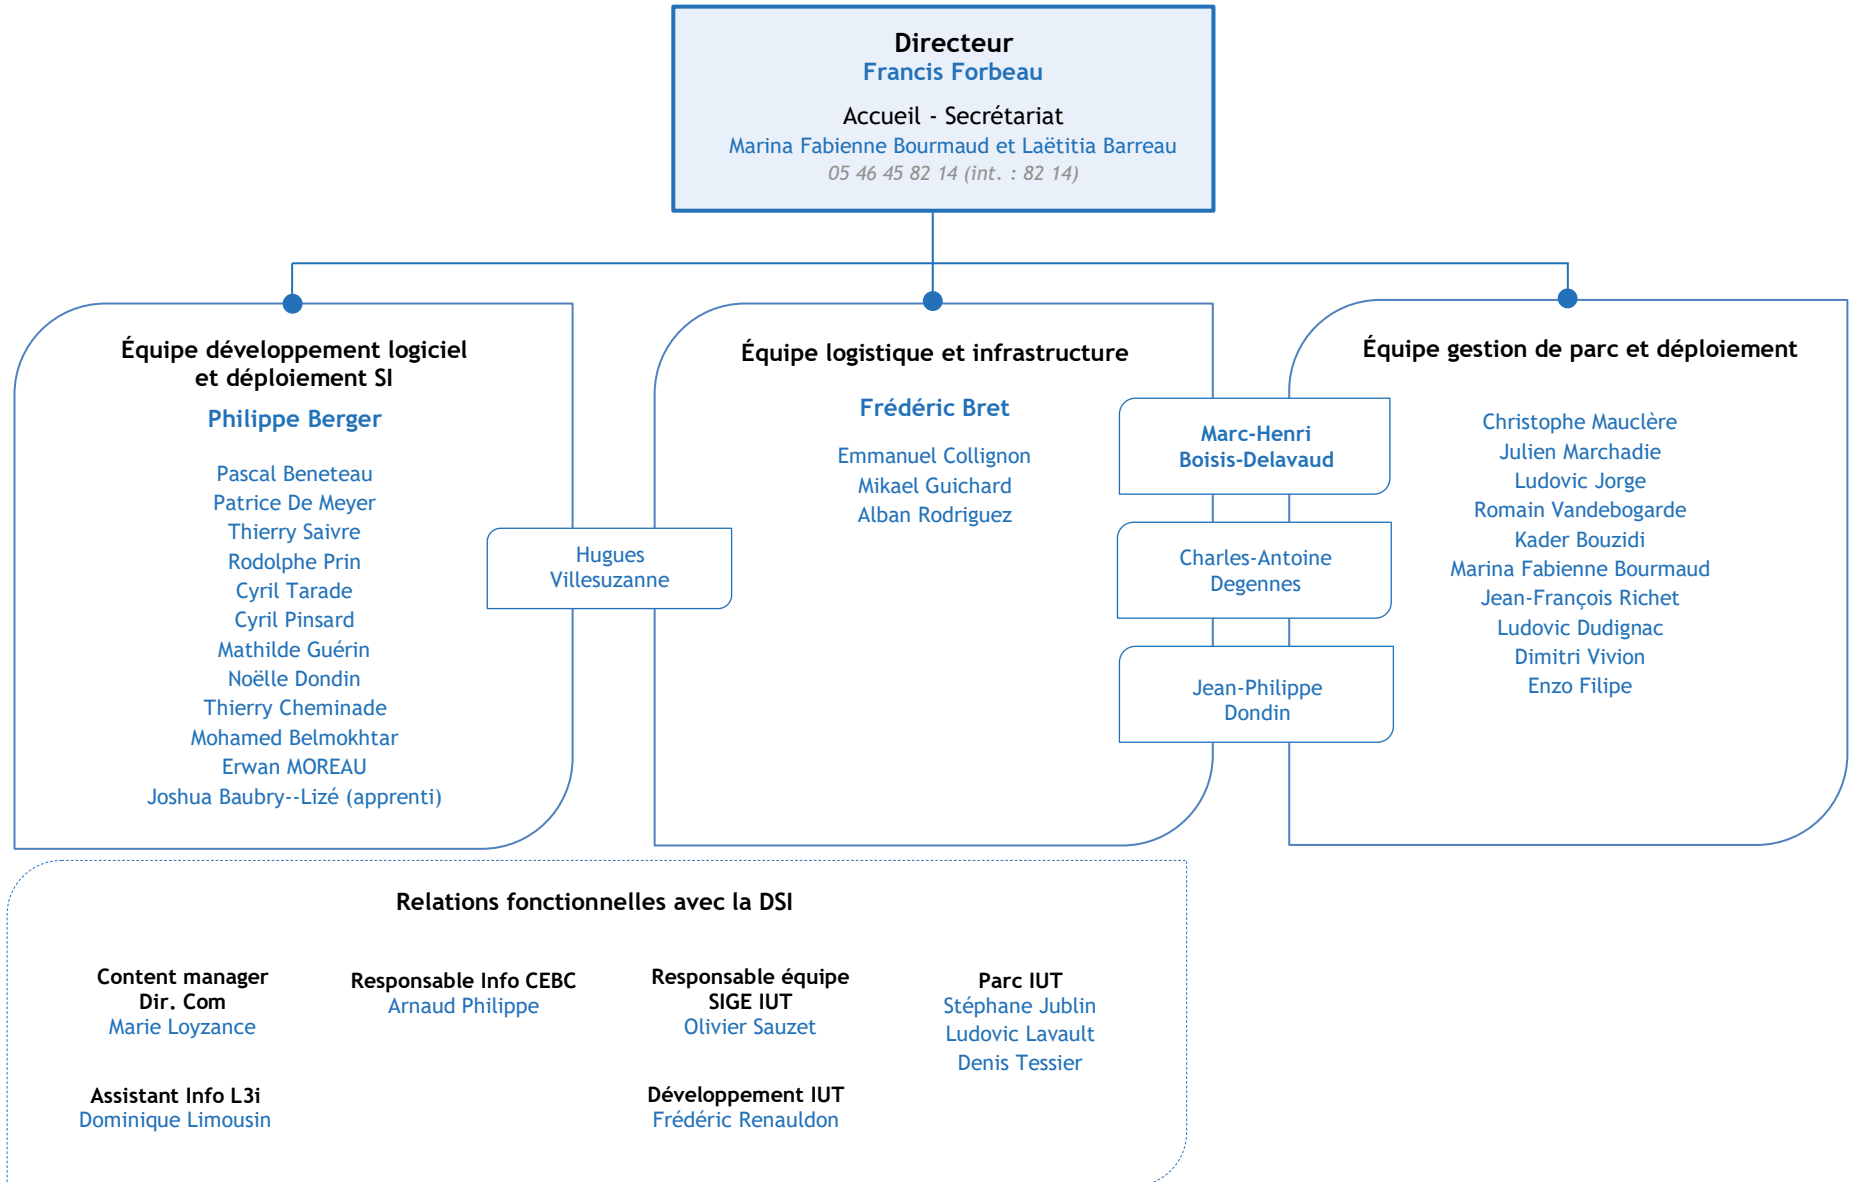 Directeur
Francis Forbeau
Accueil - Secrétariat
Marina Fabienne Bourmaud et Laëtitia Barreau
05 46 45 82 14 (int. : 82 14)
Équipe développement logiciel
et déploiement SI
Philippe Berger
Pascal Beneteau
Patrice De Meyer
Thierry Saivre
Rodolphe Prin
Cyril Tarade
Cyril Pinsard
Mathilde Guérin
Noëlle Dondin
Thierry Cheminade
Mohamed Belmokhtar
Erwan MOREAU
Joshua Baubry--Lizé (apprenti)
Hugues
Villesuzanne
Équipe logistique et infrastructure
Frédéric Bret
Emmanuel Collignon
Mikael Guichard
Alban Rodriguez
Marc-Henri
Boisis-Delavaud
Charles-Antoine
Degennes
Jean-Philippe
Dondin
Équipe gestion de parc et déploiement
Christophe Mauclère
Julien Marchadie
Ludovic Jorge
Romain Vandebogarde
Kader Bouzidi
Marina Fabienne Bourmaud
Jean-François Richet
Ludovic Dudignac
Dimitri Vivion
Enzo Filipe
Relations fonctionnelles avec la DSI
Content manager
Dir. Com
Marie Loyzance
Responsable Info CEBC
Arnaud Philippe
Responsable équipe
SIGE IUT
Olivier Sauzet
Parc IUT
Stéphane Jublin
Ludovic Lavault
Denis Tessier
Assistant Info L3i
Dominique Limousin
Développement IUT
Frédéric Renauldon